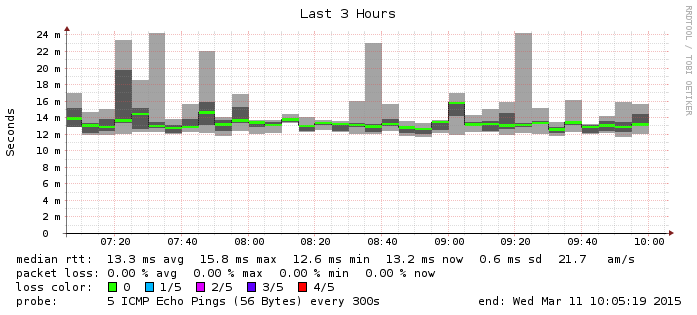 Last 3 Hours
RRDTOOL / TOBI OETIKER
Seconds
24 m
22 m
20 m
18 m
16 m
14 m
12 m
10 m
8 m
6 m
4 m
2 m
0
07:20 07:40 08:00 08:20 08:40 09:00 09:20 09:40 10:00
median rtt: 13.3 ms avg 15.8 ms max 12.6 ms min 13.2 ms now 0.6 ms sd 21.7 am/s
packet loss: 0.00 % avg 0.00 % max 0.00 % min 0.00 % now
loss color: 0 1/5 2/5 3/5 4/5
probe: 5 ICMP Echo Pings (56 Bytes) every 300s end: Wed Mar 11 10:05:19 2015